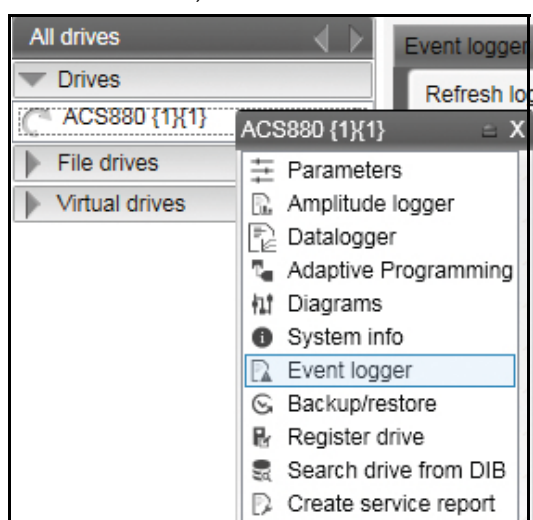 All drives
Event logger
Drives
Refresh log
ACS880 {1}{1}
ACS880 {1}{1}
X
File drives
Virtual drives
Parameters
Amplitude logger
Datalogger
Adaptive Programming
Diagrams
System info
Event logger
Backup/restore
Register drive
Search drive from DIB
Create service report